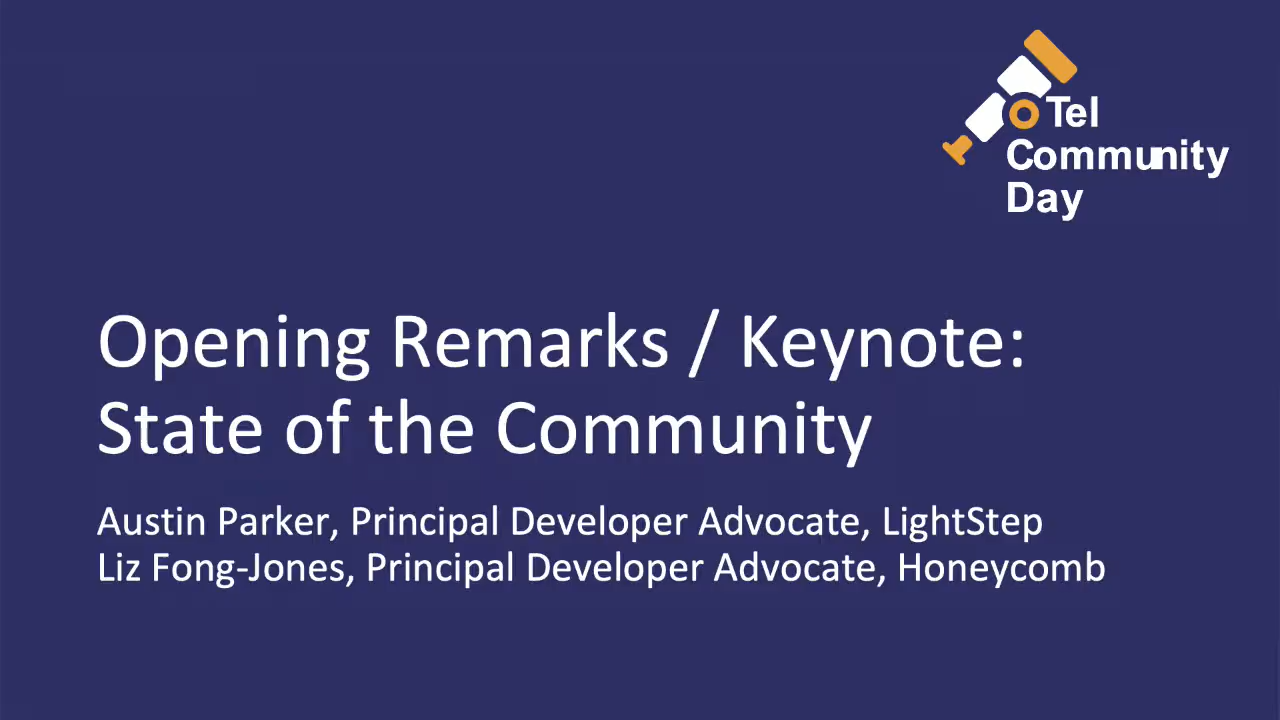 OTel
Community
Day
Opening Remarks / Keynote:
State of the Community
Austin Parker, Principal Developer Advocate, LightStep
Liz Fong-Jones, Principal Developer Advocate, Honeycomb